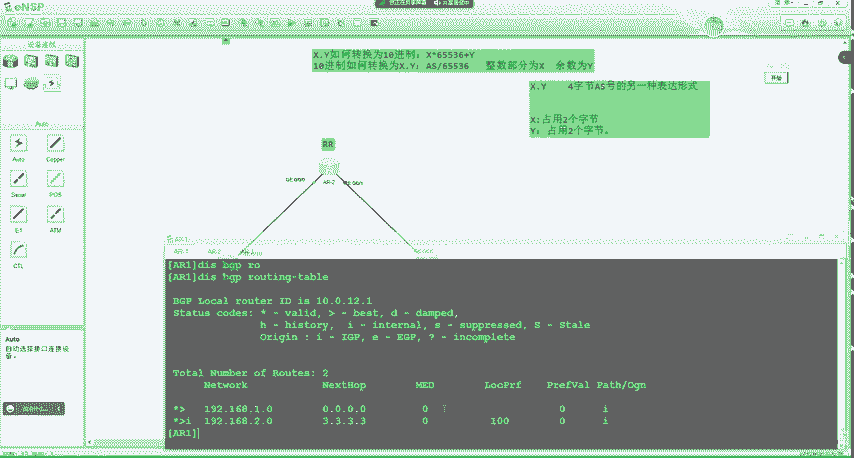 eNSP
X.Y如何转换为10进制：X*65536+Y
10进制如何转换为X.Y：AS/65536 整数部分为X 余数为Y
X.Y 4字节AS号的另一种表达形式
X:占用2个字节
Y：占用2个字节。
设备连线
Auto
Auto Copper
Serial POS
E1 ATM
CTL
Auto
自动选择接口连接设备。
RR
AR-2
[AR1]dis bgp ro
[AR1]dis bgp routing-table
BGP Local router ID is 10.0.12.1
Status codes: * - valid, > - best, d - damped,
h - history, i - internal, s - suppressed, S - Stale
Origin : i - IGP, e - EGP, ? - incomplete
Total Number of Routes: 2
Network NextHop MED LocPrf PrefVal Path/Ogn
*> 192.168.1.0 0.0.0.0 0 0 i
*>i 192.168.2.0 3.3.3.3 0 100 0 i
[AR1]